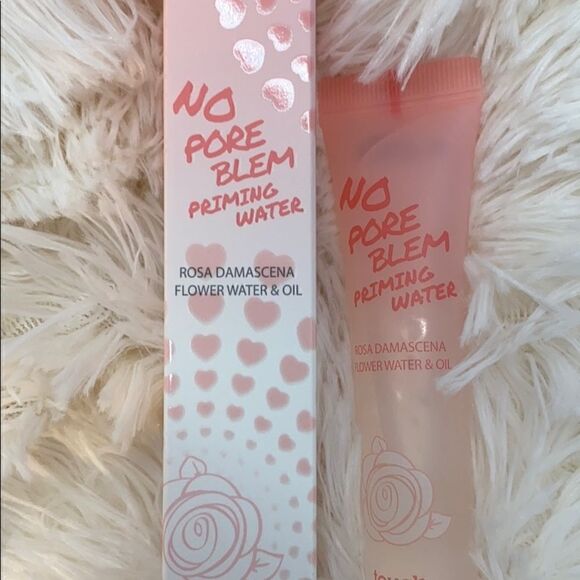 NO
PORE
BLEM
PRIMING
WATER
ROSA DAMASCENA
FLOWER WATER & OIL
NO
PORE
BLEM
PRIMING
WATER
ROSA DAMASCENA
FLOWER WATER & OIL